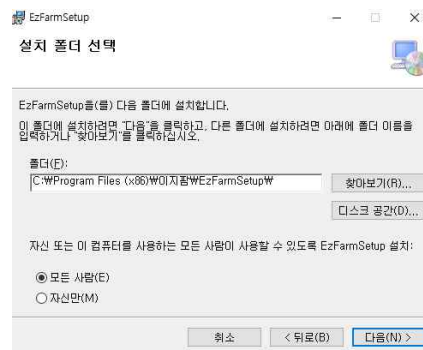 EzFarmSetup
설치 폴더 선택
EzFarmSetup을(를) 다음 폴더에 설치합니다.
이 폴더에 설치하려면 "다음"을 클릭하고, 다른 폴더에 설치하려면 아래에 폴더 이름을
입력하거나 "찾아보기"를 클릭하십시오.
폴더(F):
C:₩Program Files (x86)₩이지팜₩EzFarmSetup₩
찾아보기(R)...
디스크 공간(D)...
자신 또는 이 컴퓨터를 사용하는 모든 사람이 사용할 수 있도록 EzFarmSetup 설치:
모든 사람(E)
자신만(M)
취소
< 뒤로(B)
다음(N) >